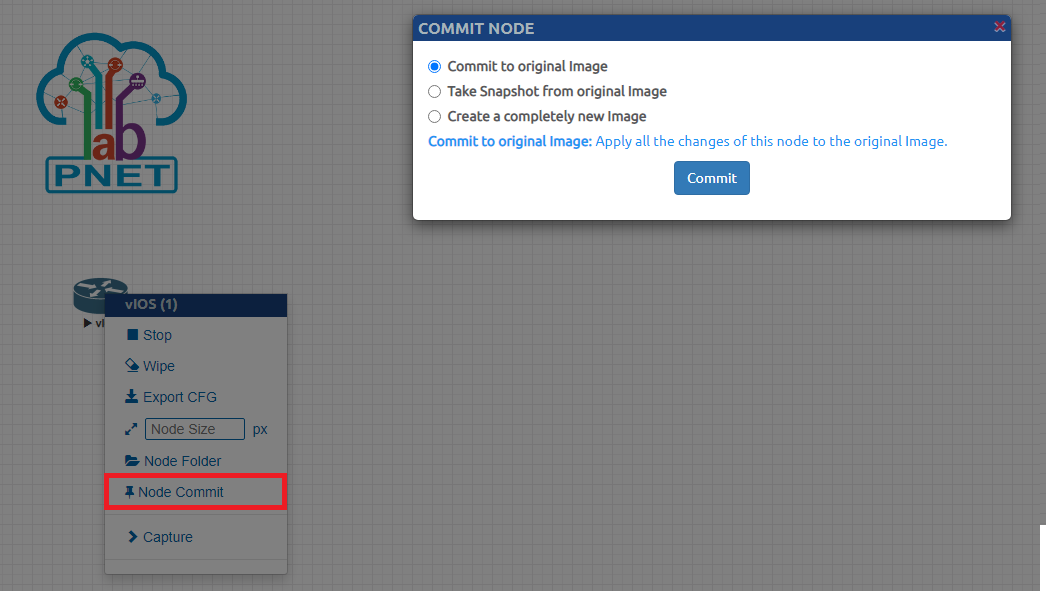 COMMIT NODE
Commit to original Image
Take Snapshot from original Image
Create a completely new Image
Commit to original Image: Apply all the changes of this node to the original Image.
Commit
lab
PNET
vIOS (1)
Stop
Wipe
Export CFG
Node Size px
Node Folder
Node Commit
Capture